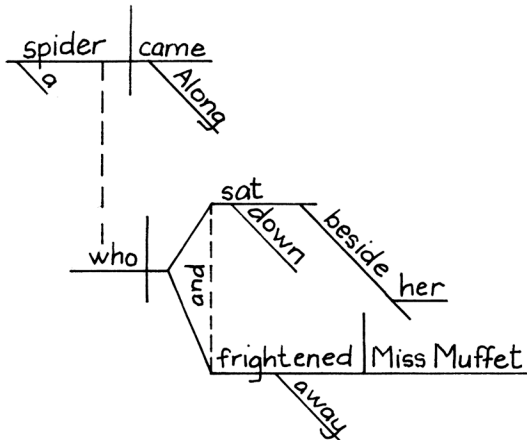 spider came
a
Along
sat
down
beside
who
and
her
frightened Miss Muffet
away